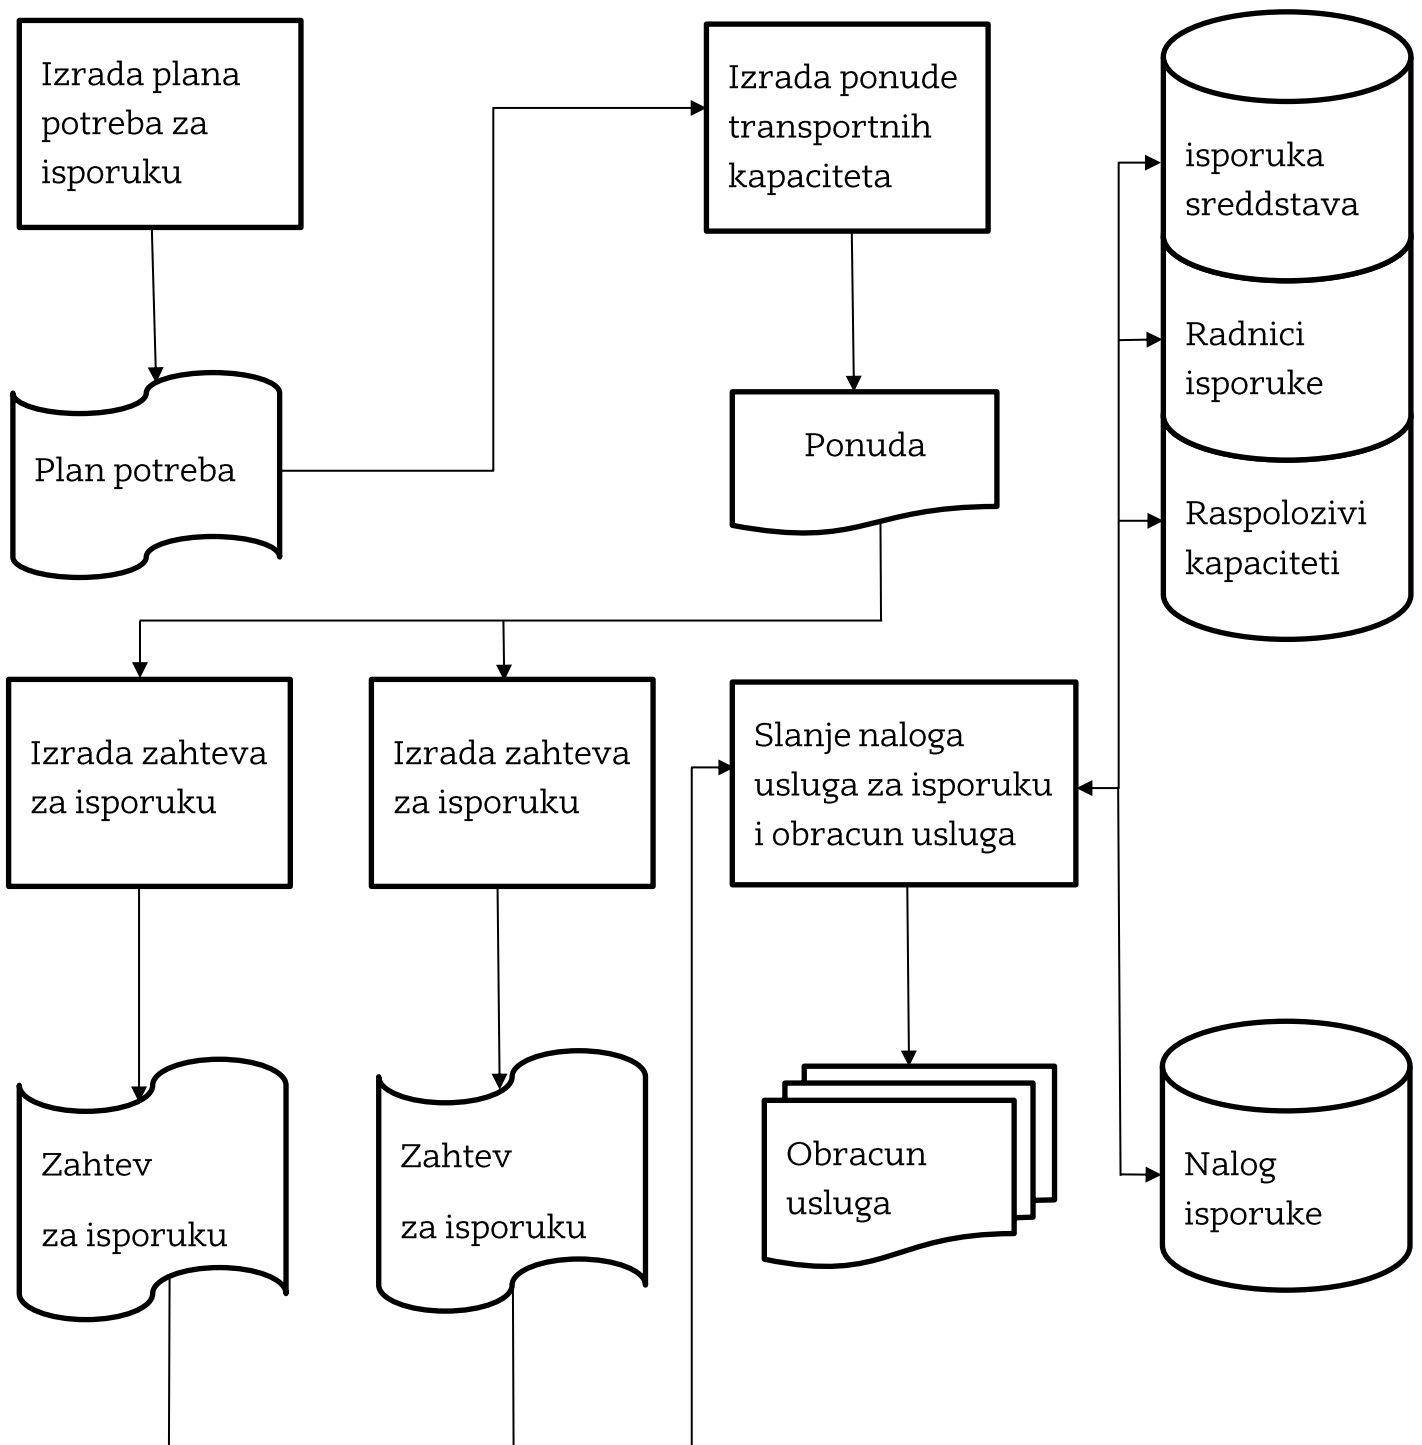 Izrada plana
potreba za
isporuku
Izrada ponude
transportnih
kapaciteta
isporuka
sreddstava
Radnici
isporuke
Raspolozivi
kapaciteti
Plan potreba
Ponuda
Izrada zahteva
za isporuku
Izrada zahteva
za isporuku
Slanje naloga
usluga za isporuku
i obracun usluga
Zahtev
za isporuku
Zahtev
za isporuku
Obracun
usluga
Nalog
isporuke